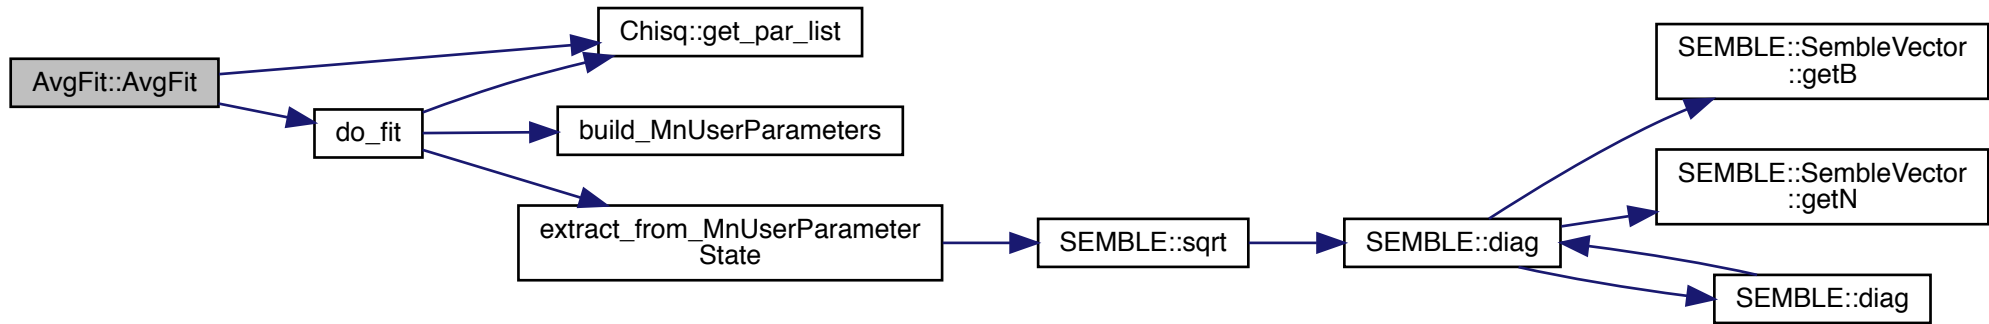 AvgFit::AvgFit
Chisq::get_par_list
do_fit
build_MnUserParameters
extract_from_MnUserParameter
State
SEMBLE::sqrt
SEMBLE::diag
SEMBLE::SembleVector
::getB
SEMBLE::SembleVector
::getN
SEMBLE::diag